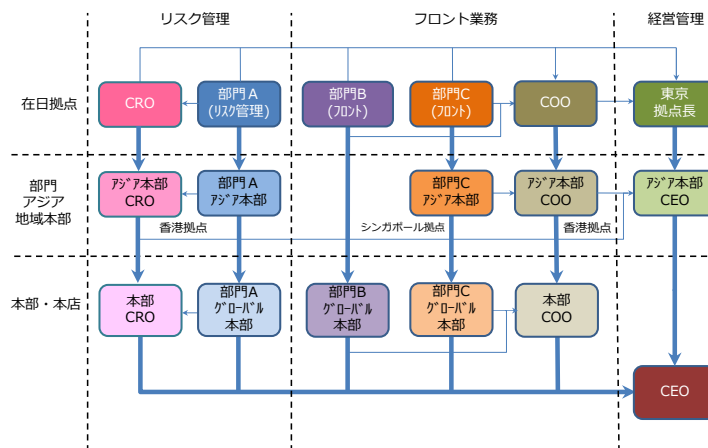 リスク管理
フロント業務
経営管理
在日拠点
CRO
部門A
(ﾘｽｸ管理)
部門B
(ﾌﾛﾝﾄ)
部門C
(ﾌﾛﾝﾄ)
COO
東京
拠点長
部門
アジア
地域本部
ｱｼﾞｱ本部
CRO
部門A
ｱｼﾞｱ本部
部門C
ｱｼﾞｱ本部
ｱｼﾞｱ本部
COO
ｱｼﾞｱ本部
CEO
香港拠点
シンガポール拠点
香港拠点
本部・本店
本部
CRO
部門A
ｸﾞﾛｰﾊﾞﾙ
本部
部門B
ｸﾞﾛｰﾊﾞﾙ
本部
部門C
ｸﾞﾛｰﾊﾞﾙ
本部
本部
COO
CEO